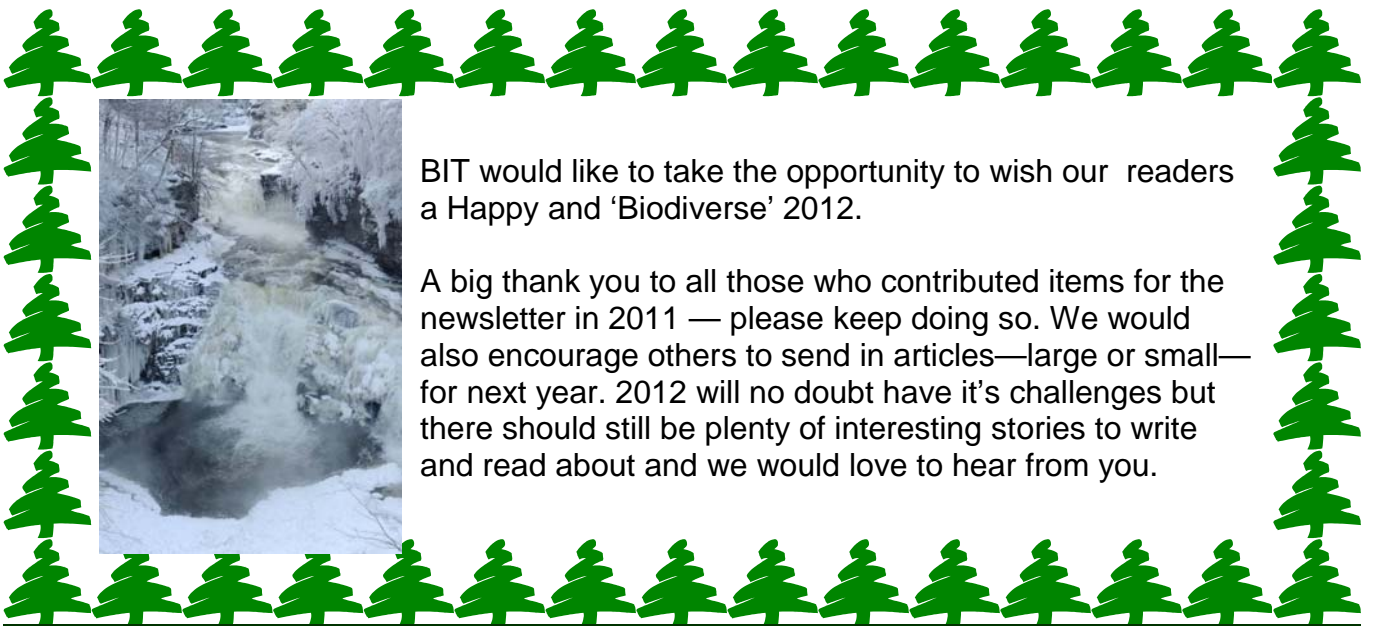 BIT would like to take the opportunity to wish our  readers
a Happy and ‘Biodiverse’ 2012.

A big thank you to all those who contributed items for the
newsletter in 2011 — please keep doing so. We would
also encourage others to send in articles—large or small—
for next year. 2012 will no doubt have it’s challenges but
there should still be plenty of interesting stories to write
and read about and we would love to hear from you.